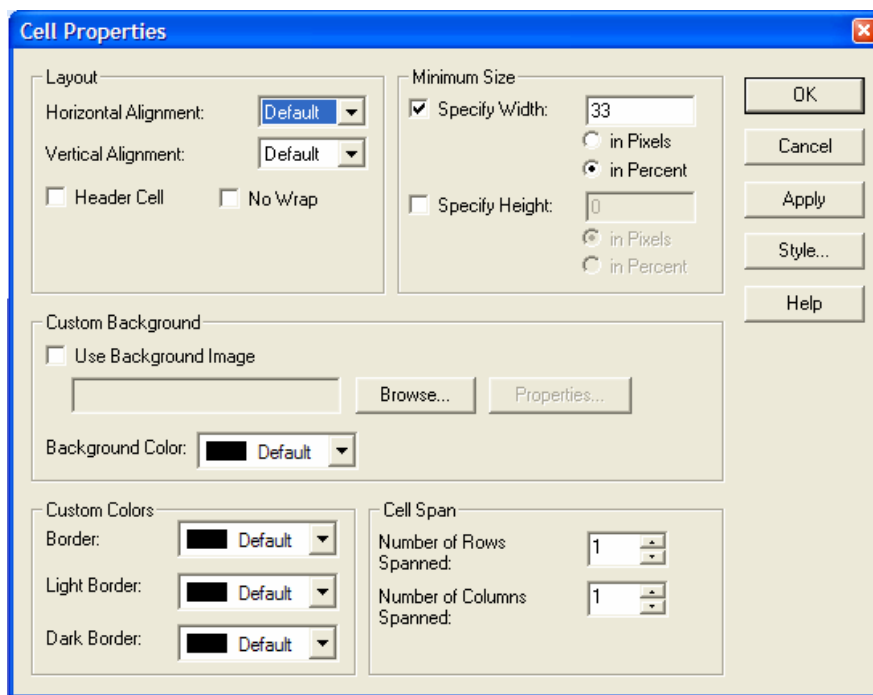 Cell Properties
Layout
Horizontal Alignment: Default
Vertical Alignment: Default
Header Cell No Wrap
Minimum Size
Specify Width: 33
in Pixels
in Percent
Specify Height: 0
in Pixels
in Percent
OK
Cancel
Apply
Style...
Help
Custom Background
Use Background Image
Browse... Properties...
Background Color: Default
Custom Colors
Border: Default
Light Border: Default
Dark Border: Default
Cell Span
Number of Rows 1
Spanned:
Number of Columns 1
Spanned: